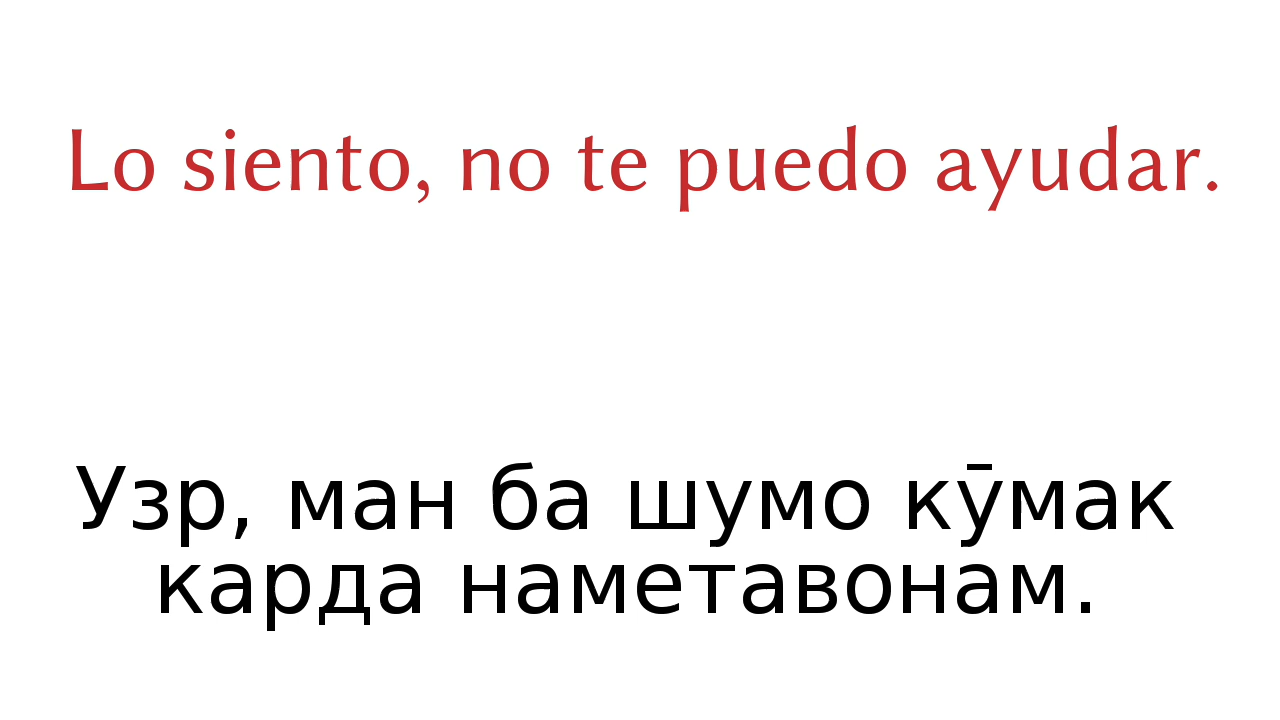 Lo siento, no te puedo ayudar.
Узр, ман ба шумо кӯмак
карда наметавонам.